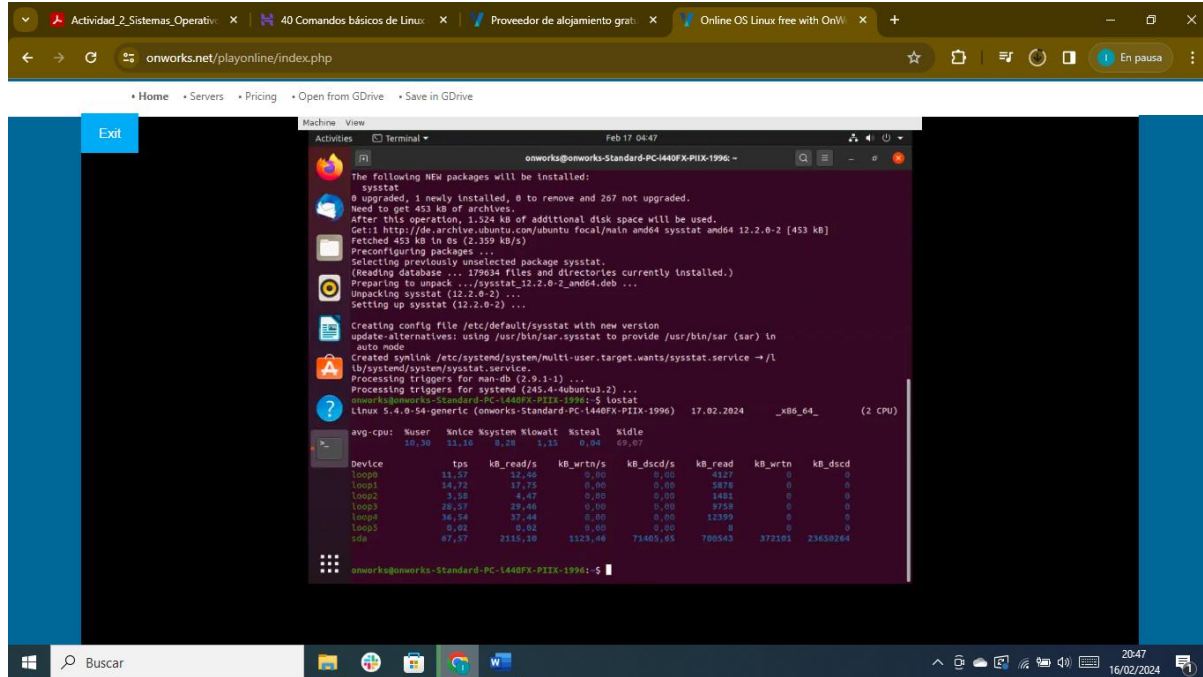 Actividad_2_Sistemas_Operativo
40 Comandos básicos de Linux
Proveedor de alojamiento gratu
Online OS Linux free with OnWo
onworks.net/playonline/index.php
En pausa
• Home • Servers • Pricing • Open from GDrive • Save in GDrive
Exit
Machine View
Activities Terminal Feb 17 04:47
onworks@onworks-Standard-PC-i440FX-PIIX-1996: ~
The following NEW packages will be installed:
sysstat
0 upgraded, 1 newly installed, 0 to remove and 267 not upgraded.
Need to get 453 kB of archives.
After this operation, 1.524 kB of additional disk space will be used.
Get:1 http://de.archive.ubuntu.com/ubuntu focal/main amd64 sysstat amd64 12.2.0-2 [453 kB]
Fetched 453 kB in 0s (2.359 kB/s)
Preconfiguring packages ...
Selecting previously unselected package sysstat.
(Reading database ... 179634 files and directories currently installed.)
Preparing to unpack .../sysstat_12.2.0-2_amd64.deb ...
Unpacking sysstat (12.2.0-2) ...
Setting up sysstat (12.2.0-2) ...
Creating config file /etc/default/sysstat with new version
update-alternatives: using /usr/bin/sar.sysstat to provide /usr/bin/sar (sar) in
auto mode
Created symlink /etc/systemd/system/multi-user.target.wants/sysstat.service → /l
ib/systemd/system/sysstat.service.
Processing triggers for man-db (2.9.1-1) ...
Processing triggers for systemd (245.4-4ubuntu3.2) ...
onworks@onworks-Standard-PC-i440FX-PIIX-1996:~$ iostat
Linux 5.4.0-54-generic (onworks-Standard-PC-i440FX-PIIX-1996) 17.02.2024 _x86_64_ (2 CPU)
avg-cpu: %user %nice %system %iowait %steal %idle
10,30 11,16 8,28 1,15 0,04 69,07
Device tps kB_read/s kB_wrtn/s kB_dscd/s kB_read kB_wrtn kB_dscd
loop0 11,57 12,46 0,00 0,00 4127 0 0
loop1 14,72 17,75 0,00 0,00 5878 0 0
loop2 3,58 4,47 0,00 0,00 1481 0 0
loop3 28,57 29,46 0,00 0,00 9759 0 0
loop4 36,54 37,44 0,00 0,00 12399 0 0
loop5 0,02 0,02 0,00 0,00 8 0 0
sda 67,57 2115,10 1123,46 71405,65 700543 372101 23650264
onworks@onworks-Standard-PC-i440FX-PIIX-1996:~$
Buscar
20:47
16/02/2024